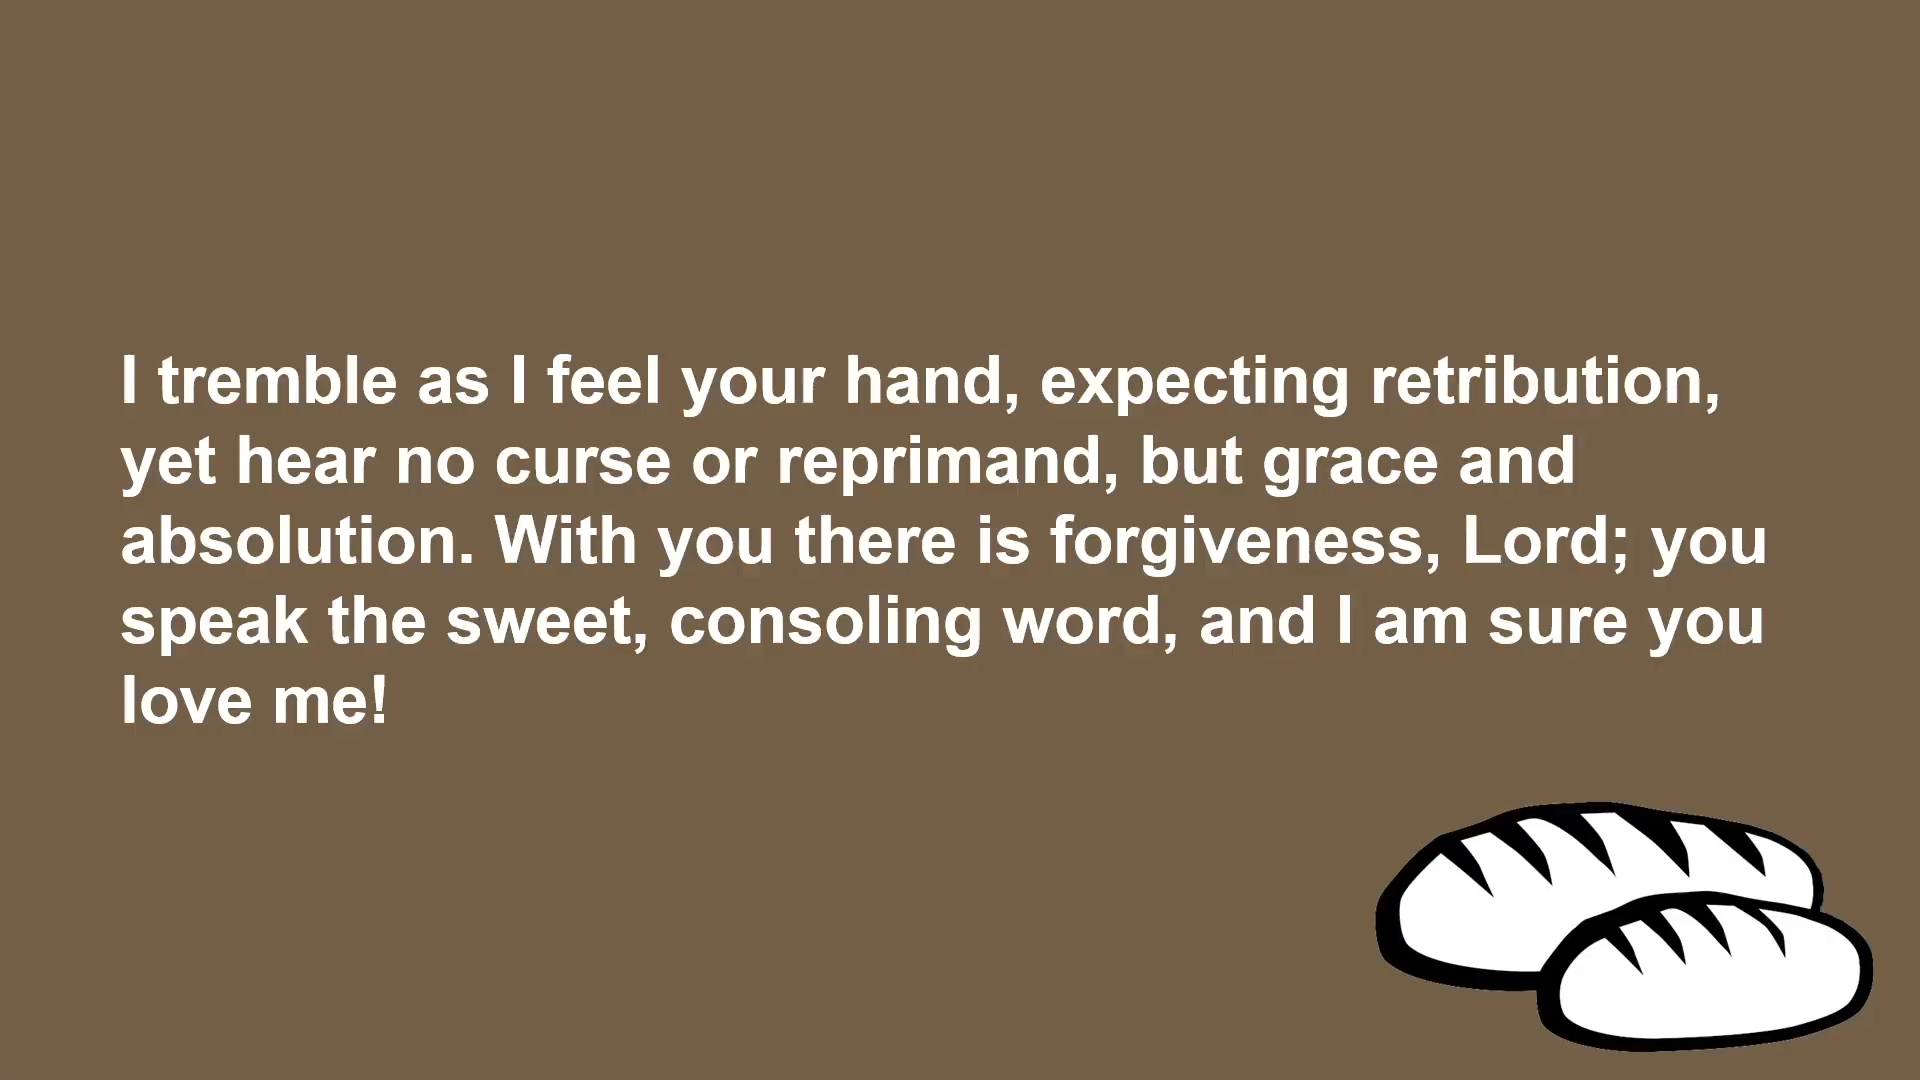 I tremble as I feel your hand, expecting retribution,
yet hear no curse or reprimand, but grace and
absolution. With you there is forgiveness, Lord; you
speak the sweet, consoling word, and I am sure you
love me!